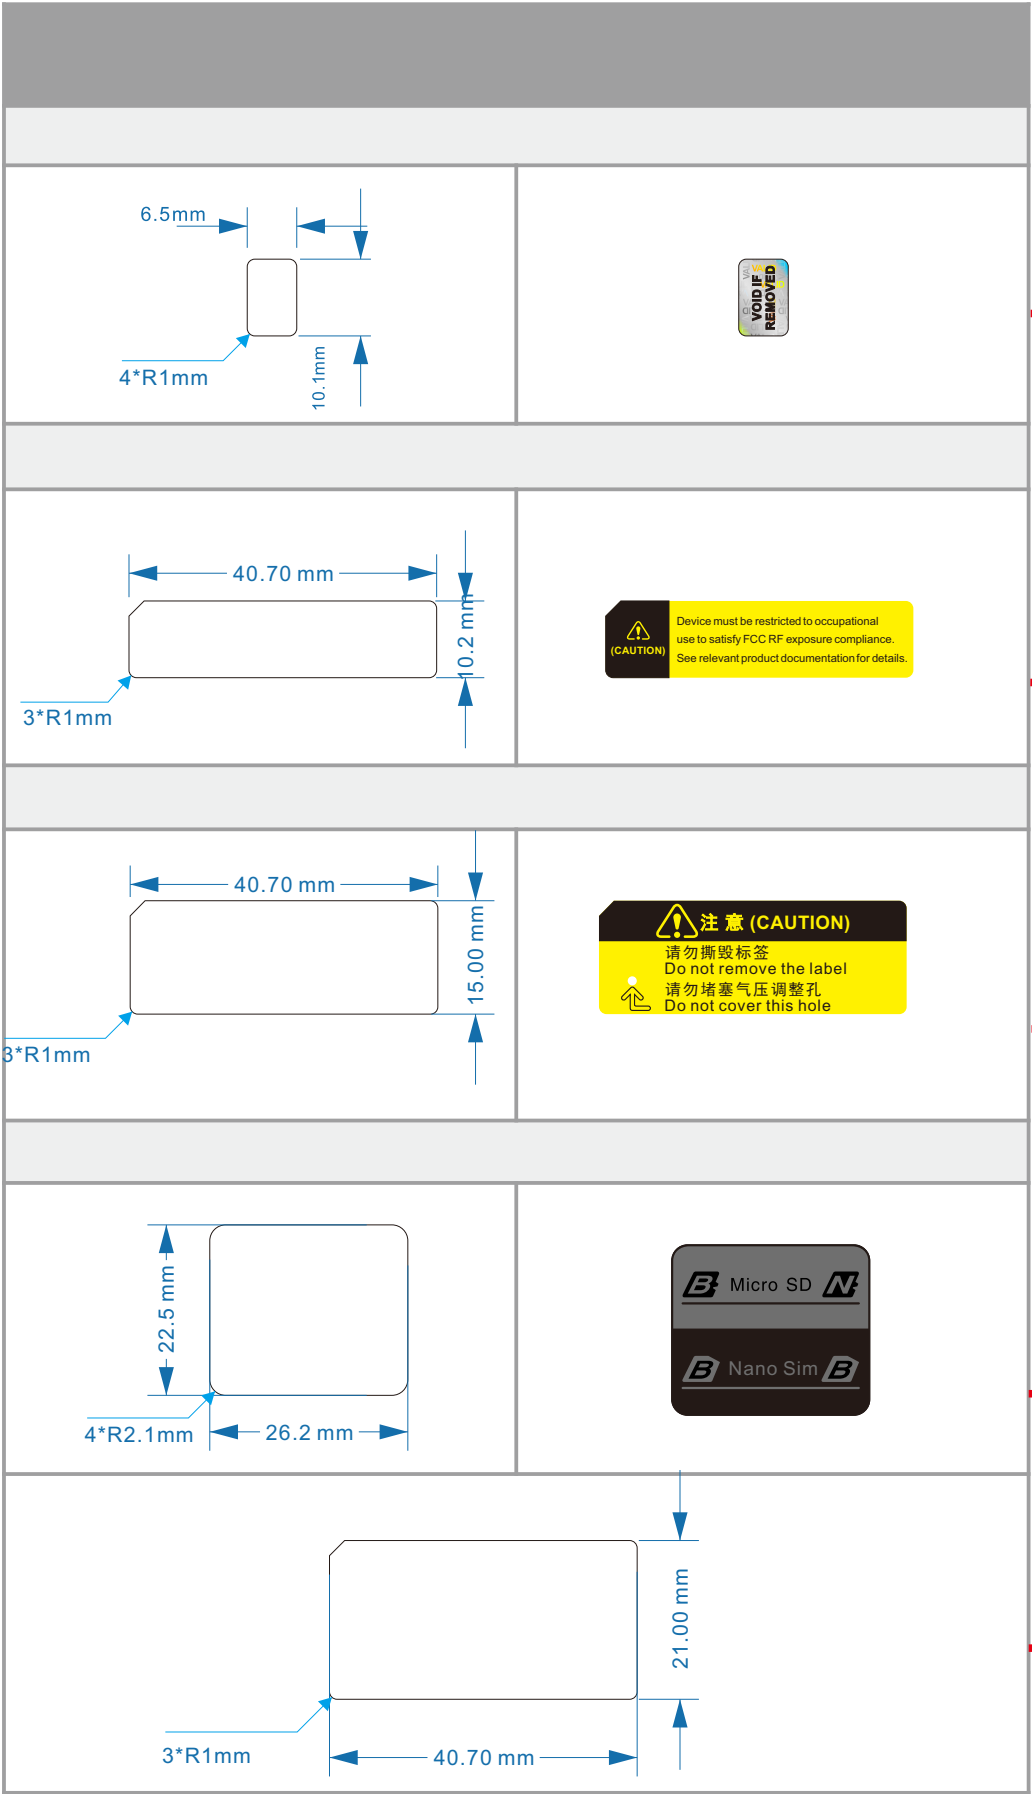 6.5mm
10.1mm
4*R1mm
VOID IF
REMOVED
VAL
40.70 mm
10.2 mm
3*R1mm
(CAUTION)
Device must be restricted to occupational
use to satisfy FCC RF exposure compliance.
See relevant product documentation for details.
40.70 mm
15.00 mm
3*R1mm
注 意 (CAUTION)
请勿撕毁标签
Do not remove the label
请勿堵塞气压调整孔
Do not cover this hole
22.5 mm
4*R2.1mm
26.2 mm
B Micro SD N
B Nano Sim B
21.00 mm
3*R1mm
40.70 mm